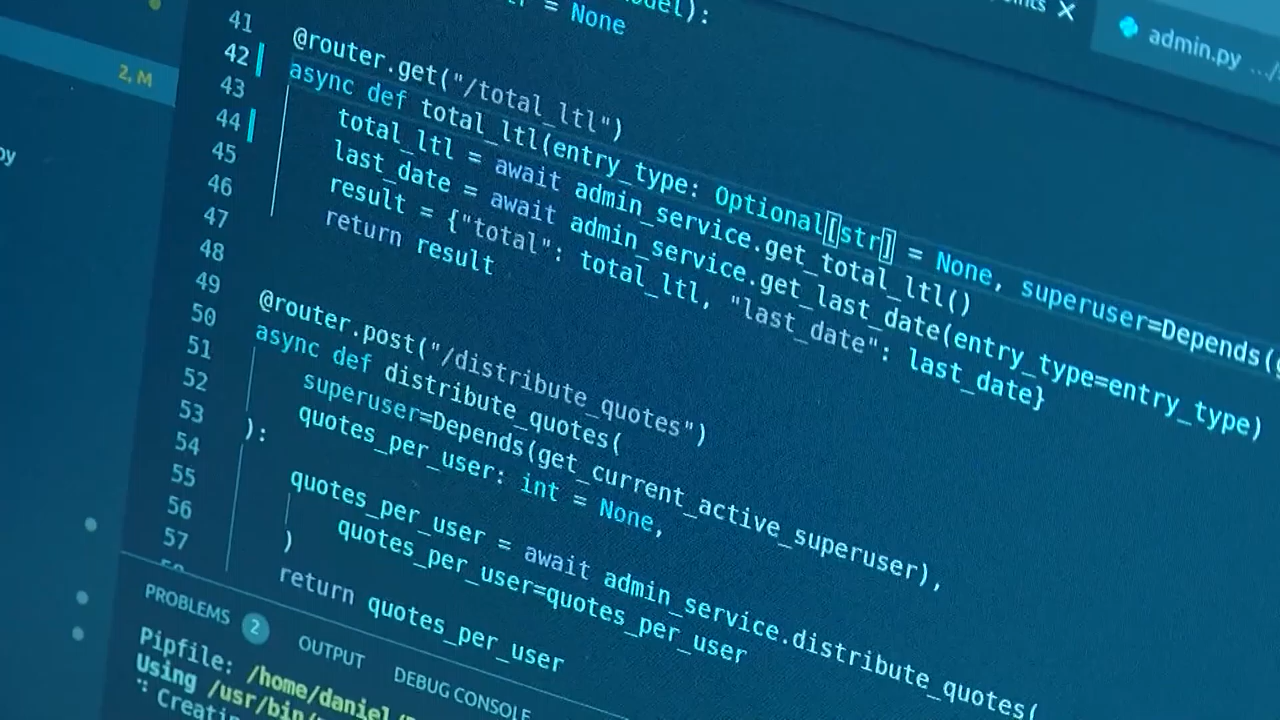 admin.py
2, M
py
41 = None
42 @router.get("/total_ltl")
43 async def total_ltl(entry_type: Optional[str] = None, superuser=Depends(
44 total_ltl = await admin_service.get_total_ltl()
45 last_date = await admin_service.get_last_date(entry_type=entry_type)
46 result = {"total": total_ltl, "last_date": last_date}
47 return result
48
49
50 @router.post("/distribute_quotes")
51 async def distribute_quotes(
52 superuser=Depends(get_current_active_superuser),
53 quotes_per_user: int = None,
54 ):
55 quotes_per_user = await admin_service.distribute_quotes(
56 quotes_per_user=quotes_per_user
57 )
return quotes_per_user
PROBLEMS 2 OUTPUT DEBUG CONSOLE
Pipfile: /home/daniel/
Using /usr/bin/